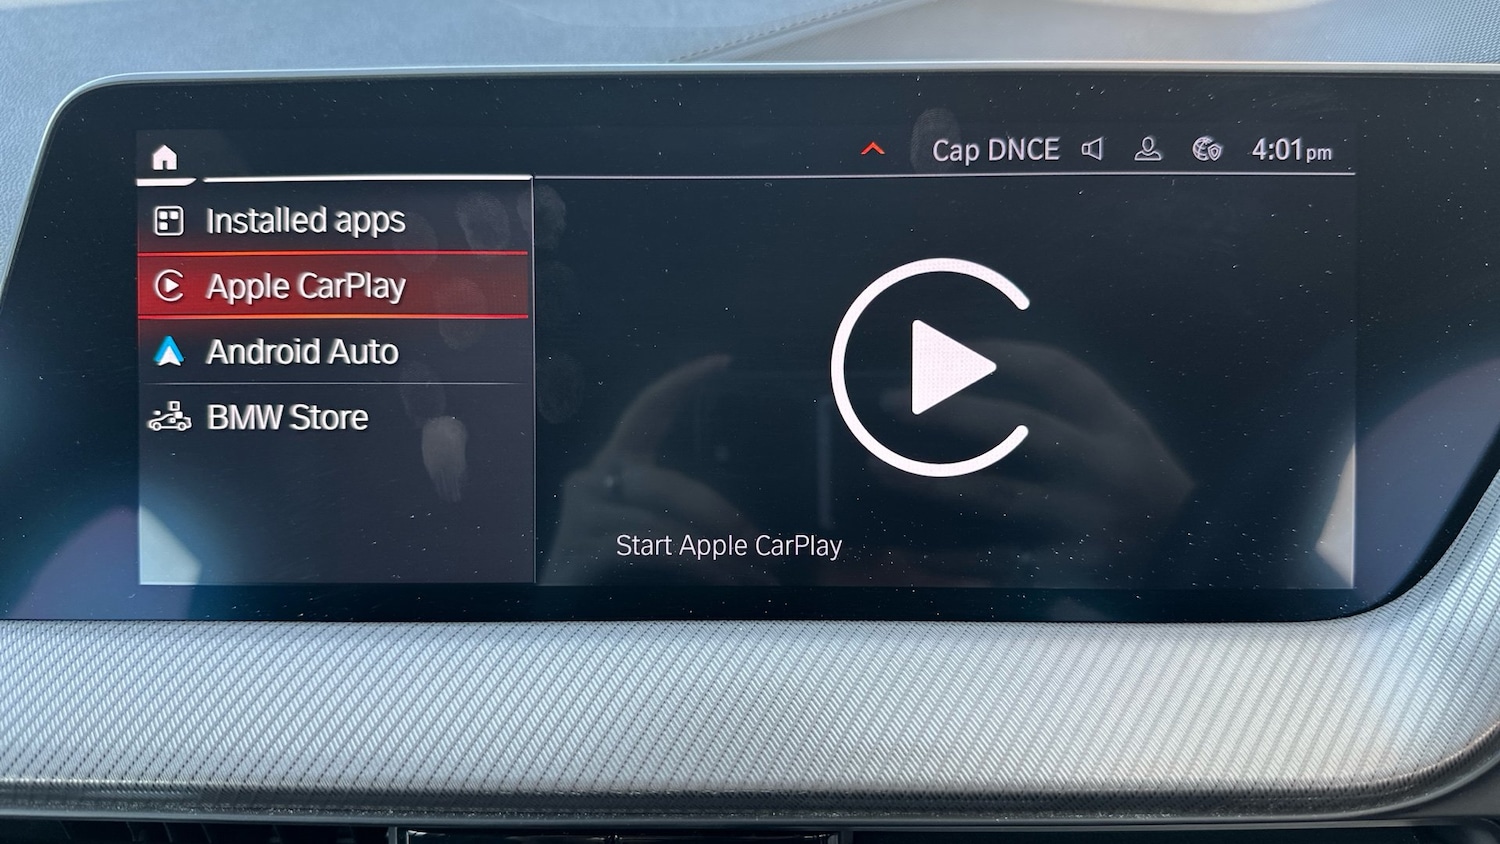 Cap DNCE 4:01pm
Installed apps
Apple CarPlay
Android Auto
BMW Store
Start Apple CarPlay